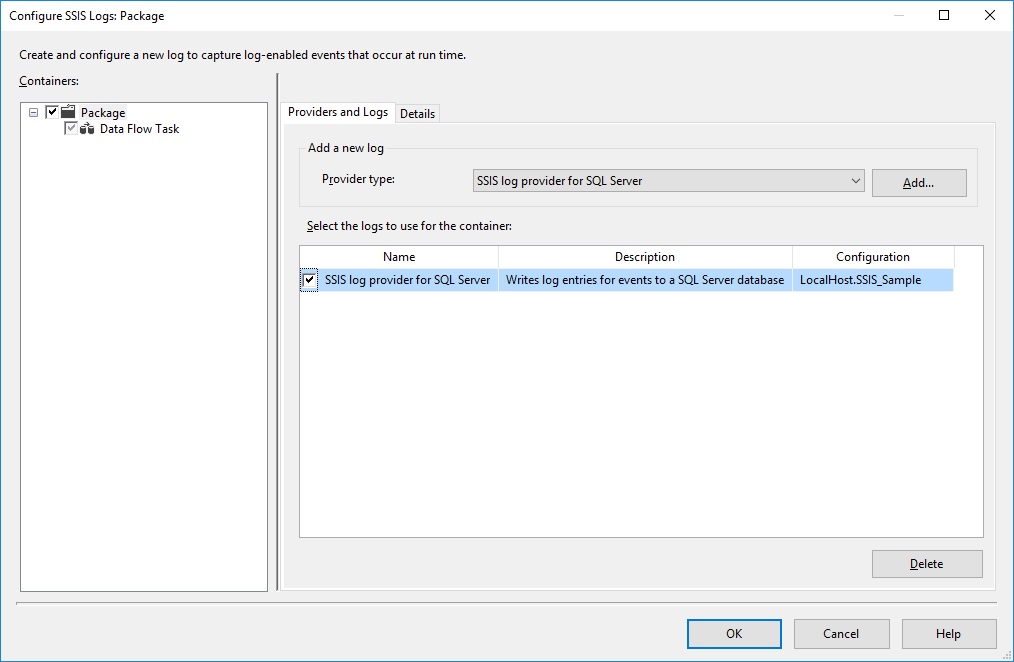 Configure SSIS Logs: Package
Create and configure a new log to capture log-enabled events that occur at run time.
Containers:
Package
Data Flow Task
Providers and Logs
Details
Add a new log
Provider type:
SSIS log provider for SQL Server
Add...
Select the logs to use for the container:
Name Description Configuration
SSIS log provider for SQL Server Writes log entries for events to a SQL Server database LocalHost.SSIS_Sample
Delete
OK Cancel Help